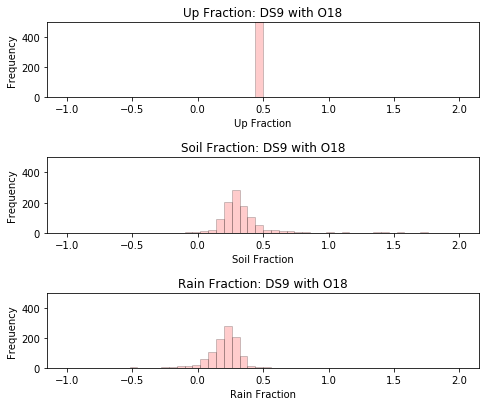 Up Fraction: DS9 with O18
Frequency
400
200
0
−1.0 −0.5 0.0 0.5 1.0 1.5 2.0
Up Fraction
Soil Fraction: DS9 with O18
Frequency
400
200
0
−1.0 −0.5 0.0 0.5 1.0 1.5 2.0
Soil Fraction
Rain Fraction: DS9 with O18
Frequency
400
200
0
−1.0 −0.5 0.0 0.5 1.0 1.5 2.0
Rain Fraction